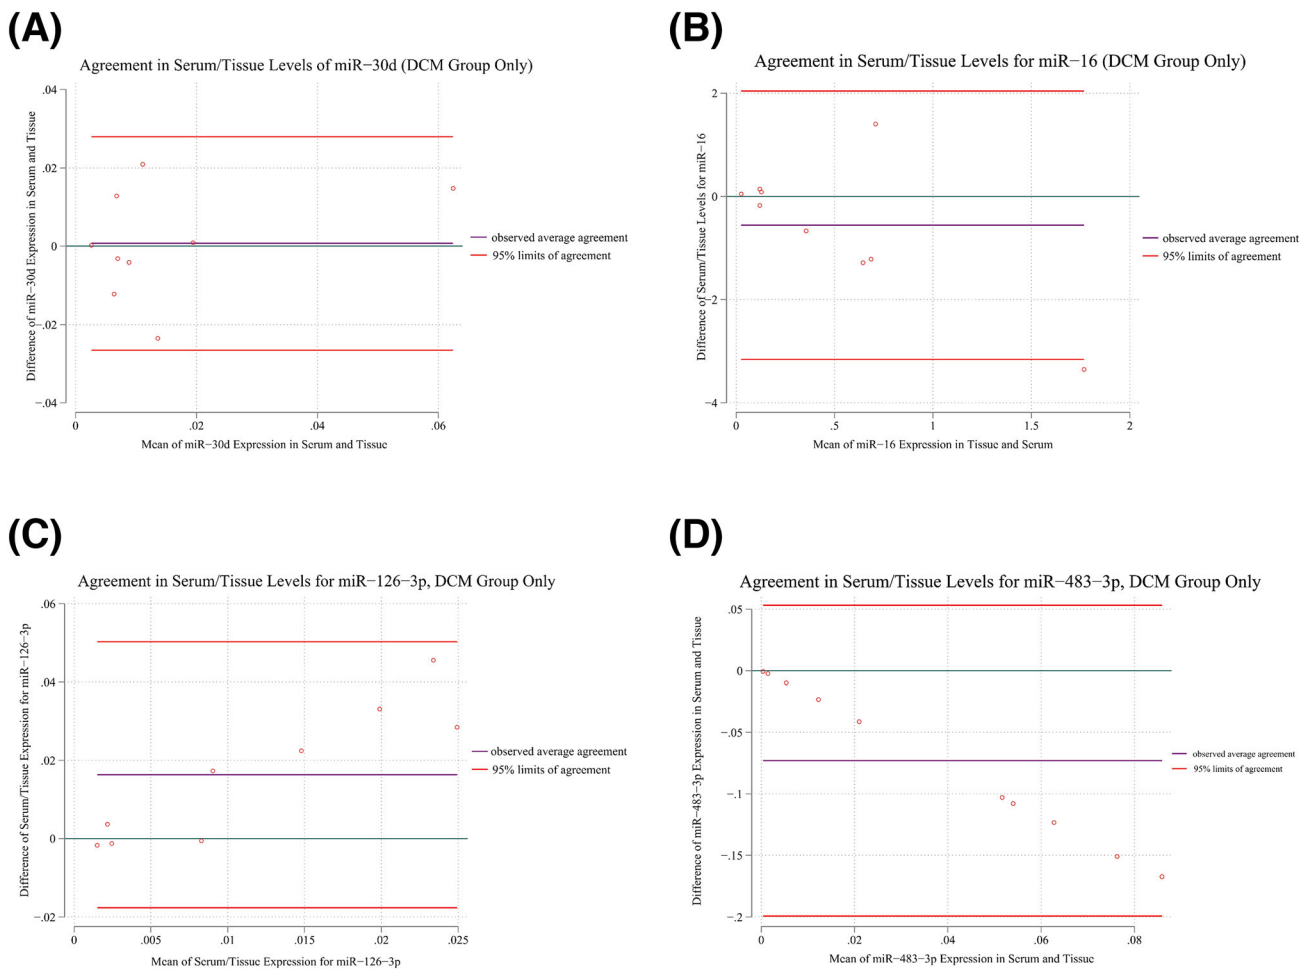 (A)
Agreement in Serum/Tissue Levels of miR−30d (DCM Group Only)
Difference of miR−30d Expression in Serum and Tissue
.04
.02
0
−.02
−.04
0
.02
.04
.06
Mean of miR−30d Expression in Serum and Tissue
observed average agreement
95% limits of agreement
(B)
Agreement in Serum/Tissue Levels for miR−16 (DCM Group Only)
Difference of Serum/Tissue Levels for miR−16
2
0
−2
−4
0
.5
1
1.5
2
Mean of miR−16 Expression in Tissue and Serum
observed average agreement
95% limits of agreement
(C)
Agreement in Serum/Tissue Levels for miR−126−3p, DCM Group Only
Difference of Serum/Tissue Expression for miR−126−3p
.06
.04
.02
0
−.02
0
.005
.01
.015
.02
.025
Mean of Serum/Tissue Expression for miR−126−3p
observed average agreement
95% limits of agreement
(D)
Agreement in Serum/Tissue Levels for miR−483−3p, DCM Group Only
Difference of miR−483−3p Expression in Serum and Tissue
.05
0
−.05
−.1
−.15
−.2
0
.02
.04
.06
.08
Mean of miR−483−3p Expression in Serum and Tissue
observed average agreement
95% limits of agreement